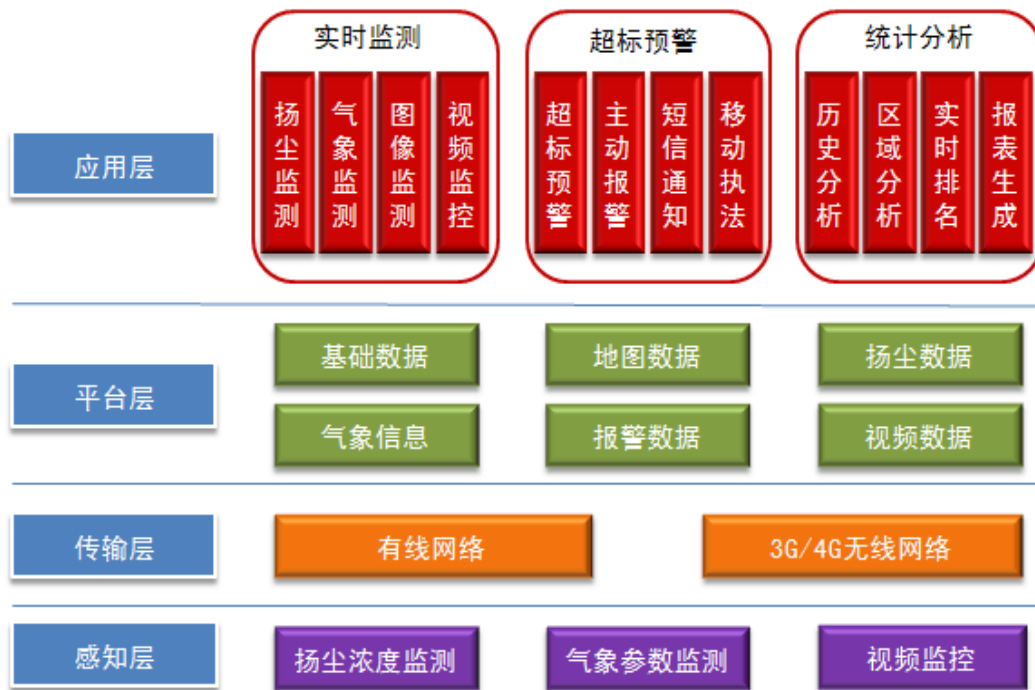 实时监测
超标预警
统计分析
应用层
扬尘监测
气象监测
图像监测
视频监控
超标预警
主动报警
短信通知
移动执法
历史分析
区域分析
实时排名
报表生成
平台层
基础数据
地图数据
扬尘数据
气象信息
报警数据
视频数据
传输层
有线网络
3G/4G无线网络
感知层
扬尘浓度监测
气象参数监测
视频监控